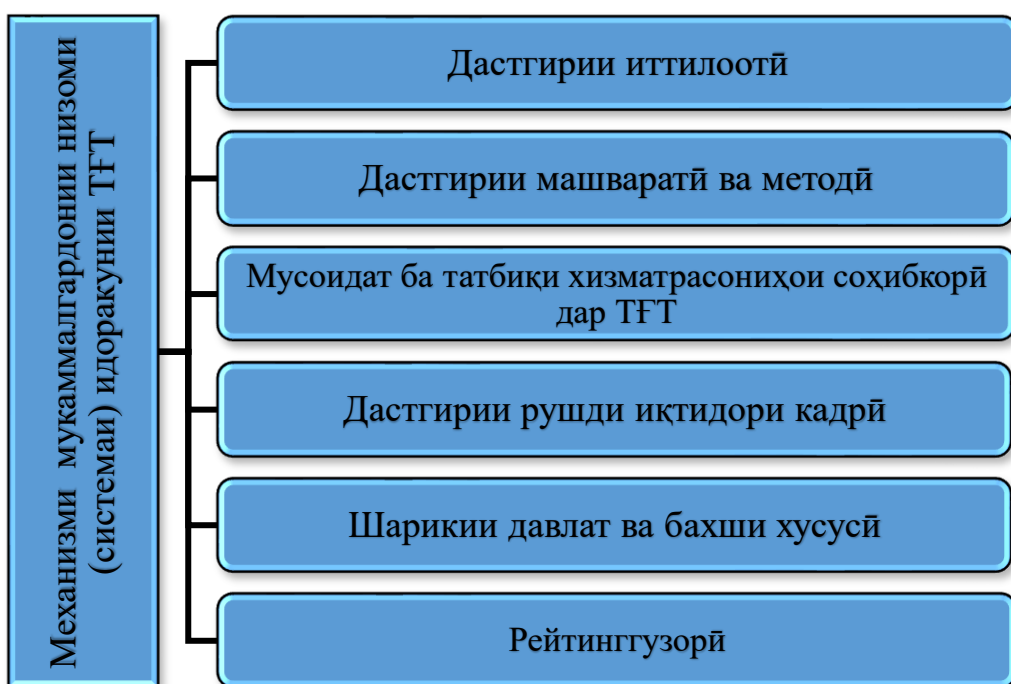 Механизми мукаммалгардонии низоми
(системаи) идоракунии ТҒТ
Дастгирии иттилоотӣ
Дастгирии машваратӣ ва методӣ
Мусоидат ба татбиқи хизматрасониҳои соҳибкорӣ
дар ТҒТ
Дастгирии рушди иқтидори кадрӣ
Шарикии давлат ва бахши хусусӣ
Рейтинггузорӣ